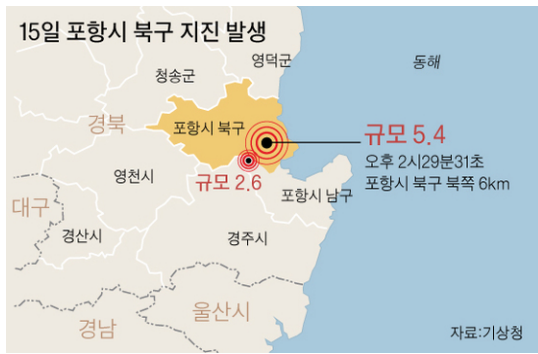 15일 포항시 북구 지진 발생
영덕군
동해
청송군
경북
포항시 북구
규모 5.4
오후 2시29분31초
포항시 북구 북쪽 6km
영천시
규모 2.6
포항시 남구
대구
경산시
경주시
울산시
경남
자료:기상청